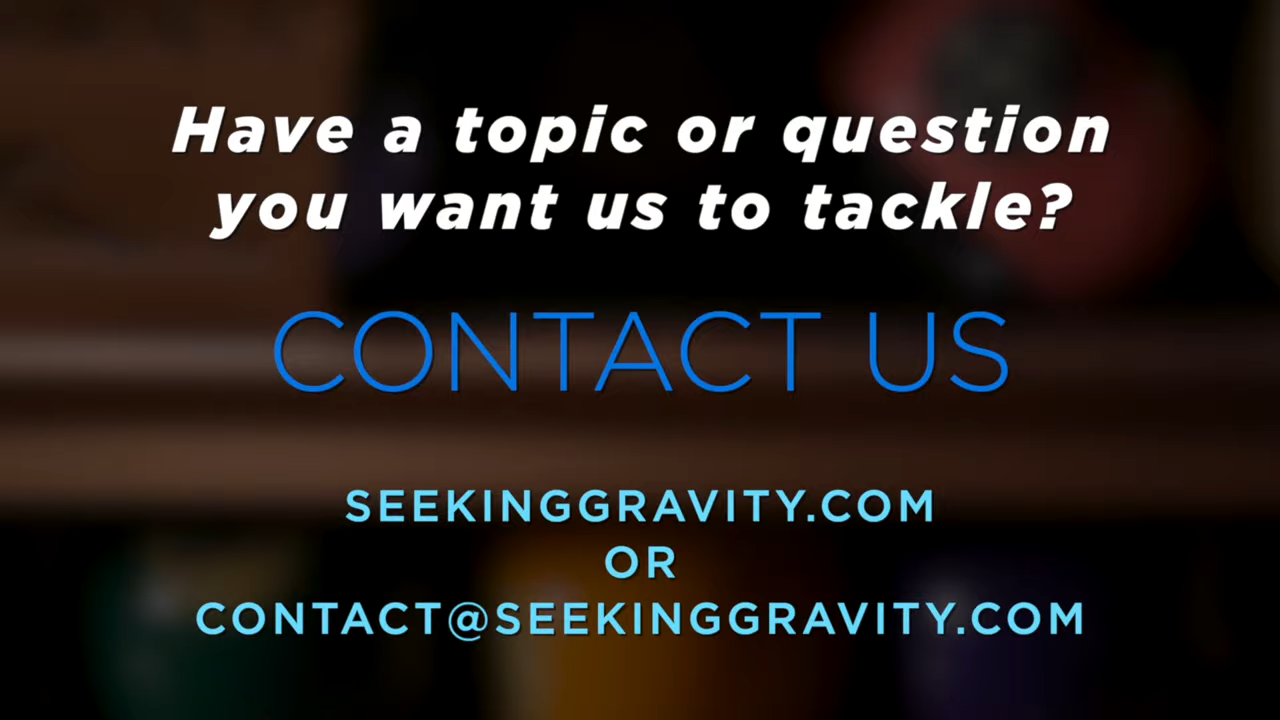 Have a topic or question
you want us to tackle?
CONTACT US
SEEKINGGRAVITY.COM
OR
CONTACT@SEEKINGGRAVITY.COM